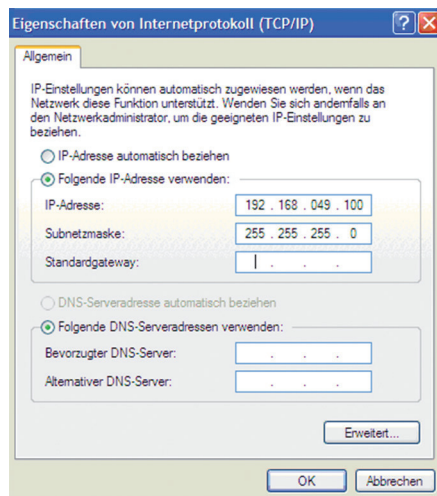 Eigenschaften von Internetprotokoll (TCP/IP)
Allgemein
IP-Einstellungen können automatisch zugewiesen werden, wenn das
Netzwerk diese Funktion unterstützt. Wenden Sie sich andernfalls an
den Netzwerkadministrator, um die geeigneten IP-Einstellungen zu
beziehen.
IP-Adresse automatisch beziehen
Folgende IP-Adresse verwenden:
IP-Adresse: 192 . 168 . 049 . 100
Subnetzmaske: 255 . 255 . 255 . 0
Standardgateway: . . .
DNS-Serveradresse automatisch beziehen
Folgende DNS-Serveradressen verwenden:
Bevorzugter DNS-Server: . . .
Alternativer DNS-Server: . . .
Erweitert...
OK Abbrechen